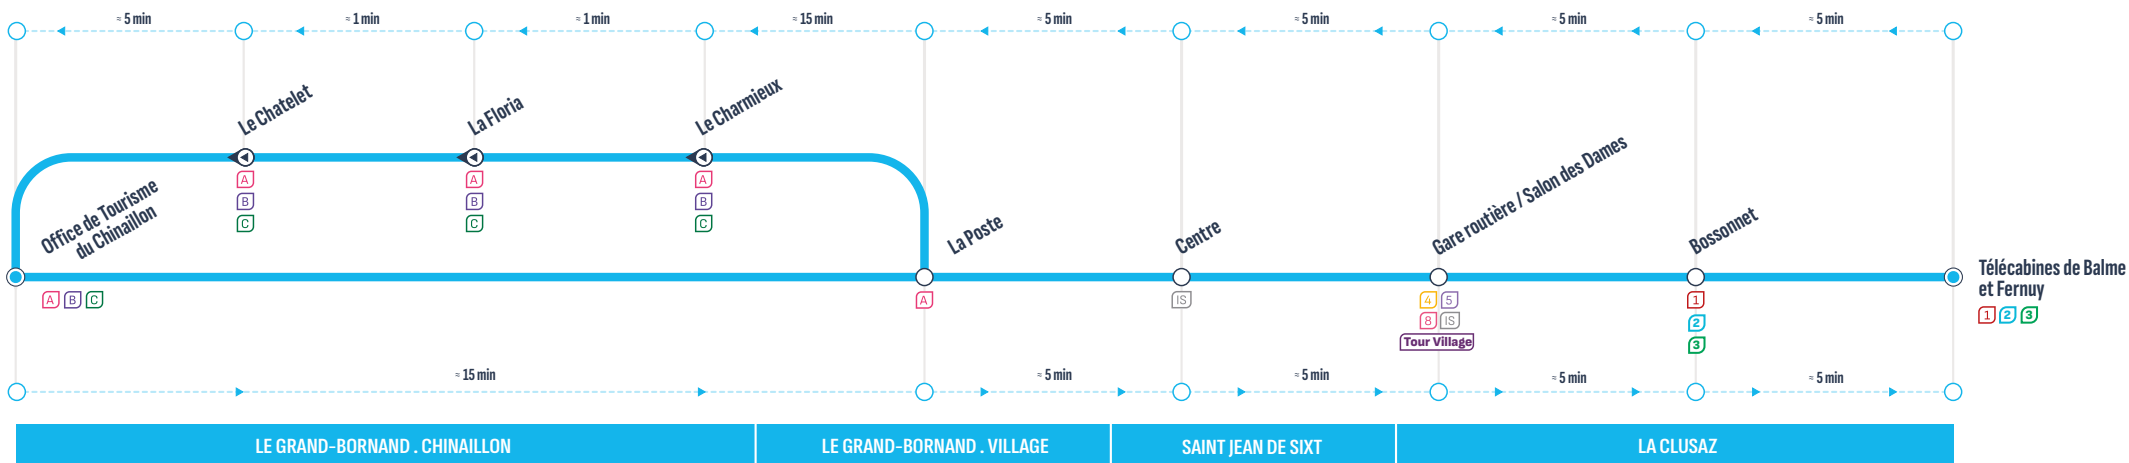 ≈ 5 min
≈ 1 min
≈ 1 min
≈ 15 min
≈ 5 min
≈ 5 min
≈ 5 min
≈ 5 min
Le Chatelet
La Floria
Le Charmieux
A
B
C
A
B
C
A
B
C
Office de Tourisme
du Chinaillon
La Poste
Centre
Gare routière / Salon des Dames
Bossonnet
Télécabines de Balme
et Fernuy
1 2 3
A B C
A
IS
4 5
8 IS
Tour Village
1
2
3
≈ 15 min
≈ 5 min
≈ 5 min
≈ 5 min
≈ 5 min
LE GRAND-BORNAND . CHINAILLON
LE GRAND-BORNAND . VILLAGE
SAINT JEAN DE SIXT
LA CLUSAZ